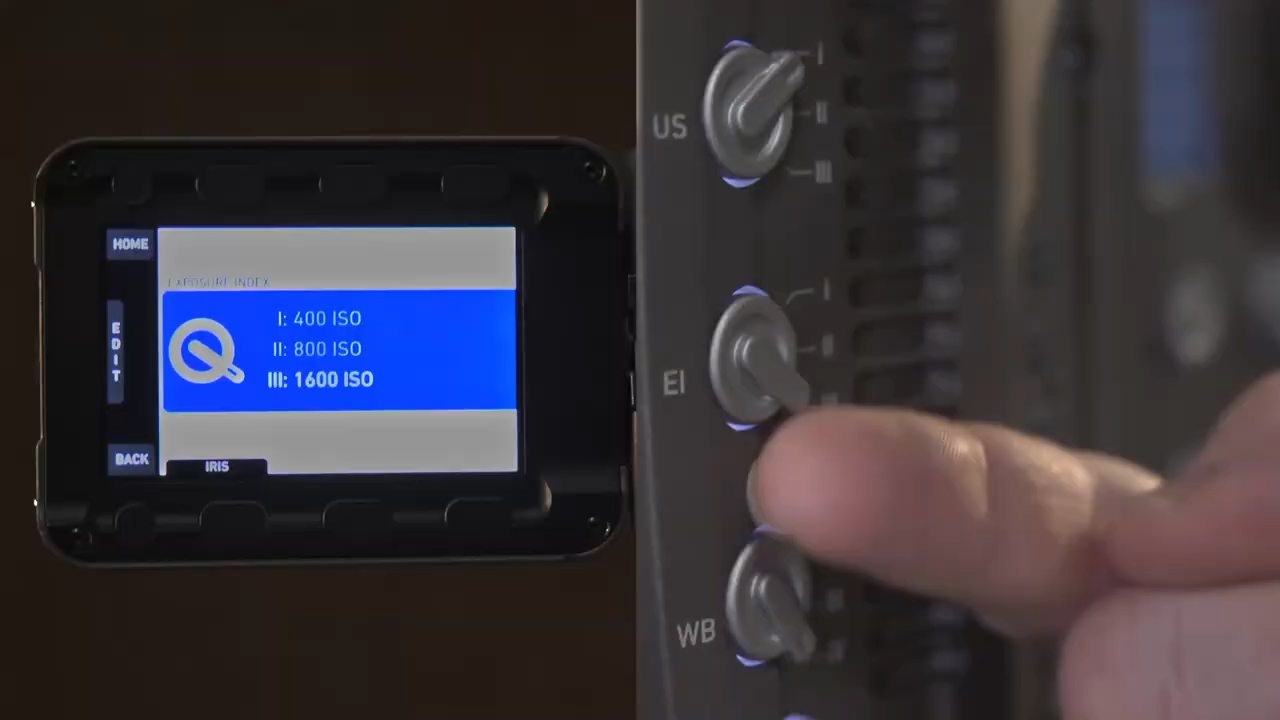 HOME
EXPOSURE INDEX
I: 400 ISO
II: 800 ISO
III: 1600 ISO
EDIT
BACK
IRIS
US
I
II
III
EI
I
II
WB